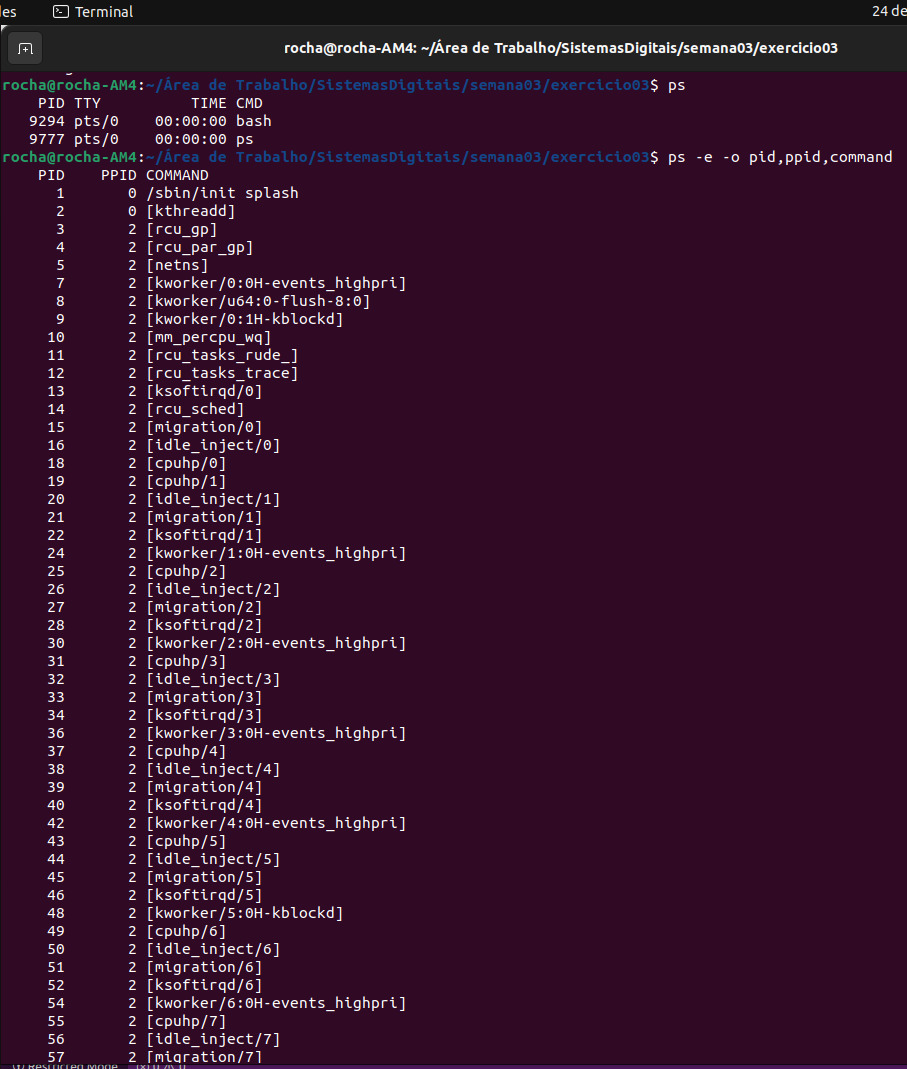 es Terminal 24 de
rocha@rocha-AM4: ~/Área de Trabalho/SistemasDigitais/semana03/exercicio03
rocha@rocha-AM4:~/Área de Trabalho/SistemasDigitais/semana03/exercicio03$ ps
PID TTY TIME CMD
9294 pts/0 00:00:00 bash
9777 pts/0 00:00:00 ps
rocha@rocha-AM4:~/Área de Trabalho/SistemasDigitais/semana03/exercicio03$ ps -e -o pid,ppid,command
PID PPID COMMAND
1 0 /sbin/init splash
2 0 [kthreadd]
3 2 [rcu_gp]
4 2 [rcu_par_gp]
5 2 [netns]
7 2 [kworker/0:0H-events_highpri]
8 2 [kworker/u64:0-flush-8:0]
9 2 [kworker/0:1H-kblockd]
10 2 [mm_percpu_wq]
11 2 [rcu_tasks_rude_]
12 2 [rcu_tasks_trace]
13 2 [ksoftirqd/0]
14 2 [rcu_sched]
15 2 [migration/0]
16 2 [idle_inject/0]
18 2 [cpuhp/0]
19 2 [cpuhp/1]
20 2 [idle_inject/1]
21 2 [migration/1]
22 2 [ksoftirqd/1]
24 2 [kworker/1:0H-events_highpri]
25 2 [cpuhp/2]
26 2 [idle_inject/2]
27 2 [migration/2]
28 2 [ksoftirqd/2]
30 2 [kworker/2:0H-events_highpri]
31 2 [cpuhp/3]
32 2 [idle_inject/3]
33 2 [migration/3]
34 2 [ksoftirqd/3]
36 2 [kworker/3:0H-events_highpri]
37 2 [cpuhp/4]
38 2 [idle_inject/4]
39 2 [migration/4]
40 2 [ksoftirqd/4]
42 2 [kworker/4:0H-events_highpri]
43 2 [cpuhp/5]
44 2 [idle_inject/5]
45 2 [migration/5]
46 2 [ksoftirqd/5]
48 2 [kworker/5:0H-kblockd]
49 2 [cpuhp/6]
50 2 [idle_inject/6]
51 2 [migration/6]
52 2 [ksoftirqd/6]
54 2 [kworker/6:0H-events_highpri]
55 2 [cpuhp/7]
56 2 [idle_inject/7]
57 2 [migration/7]
Restricted Mode